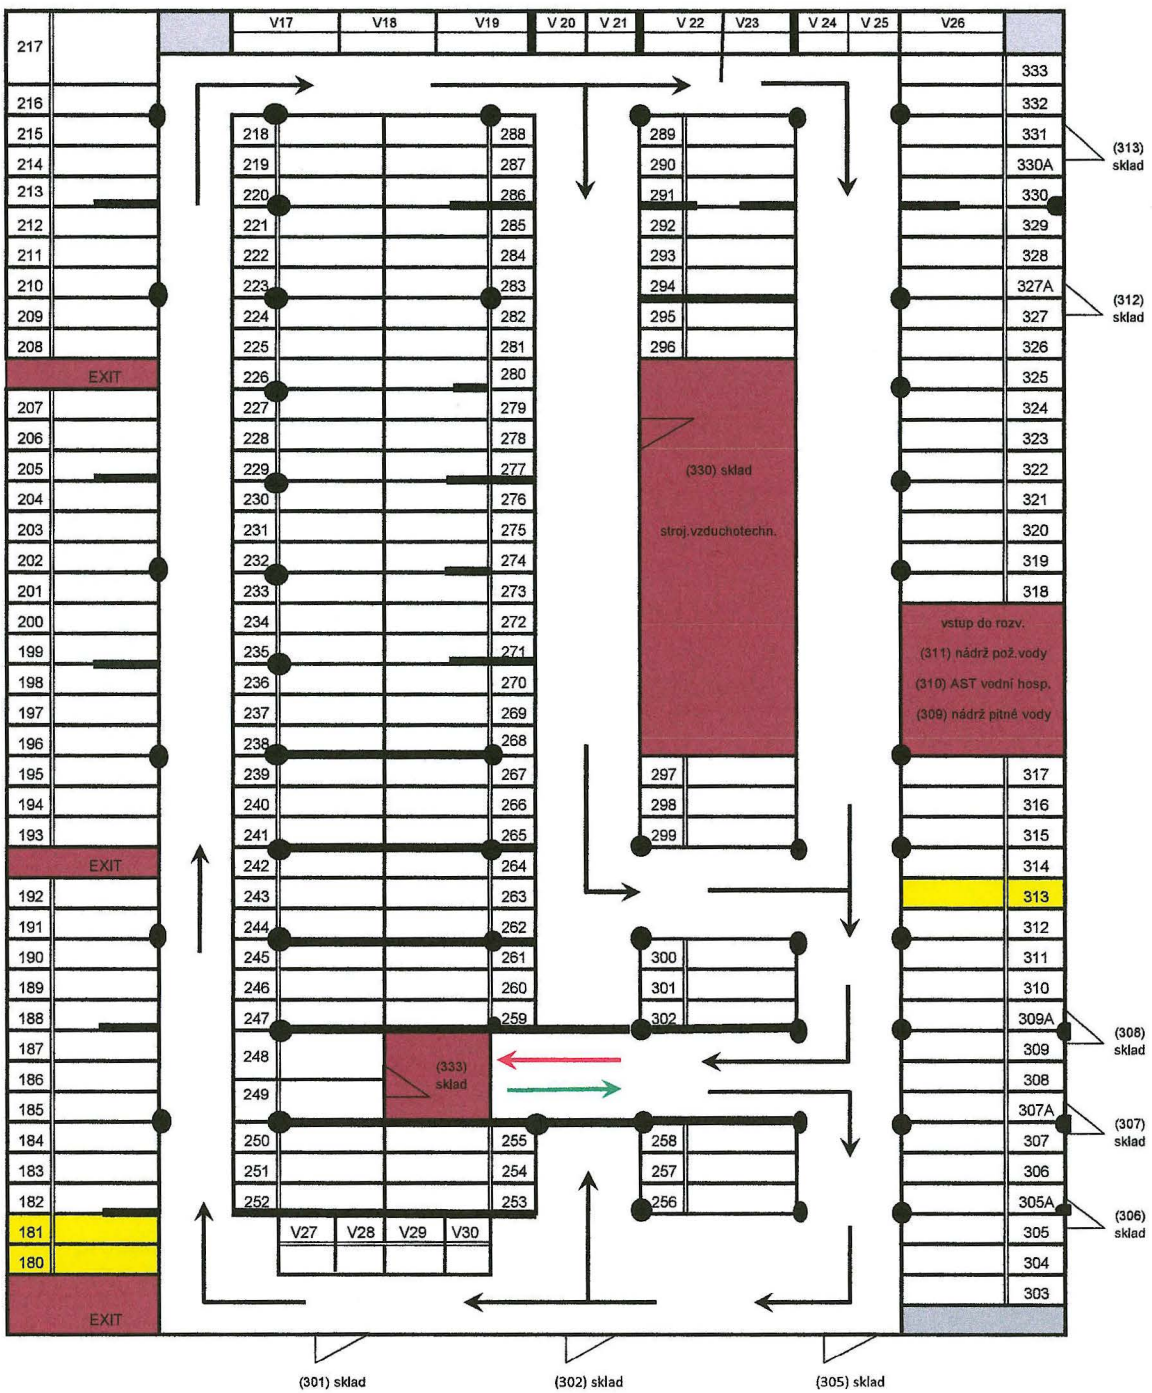 V17 V18 V19 V 20 V 21 V 22 V23 V 24 V 25 V26
217
333
216 332
215 218 288 289 331
(313)
sklad
214 219 287 290 330A
213 220 286 291 330
212 221 285 292 329
211 222 284 293 328
210 223 283 294 327A
(312)
sklad
209 224 282 295 327
208 225 281 296 326
EXIT 226 280 325
207 227 279 324
206 228 278 323
205 229 277 (330) sklad 322
204 230 276 321
203 231 275 stroj.vzduchotechn. 320
202 232 274 319
201 233 273 318
200 234 272 vstup do rozv.
199 235 271 (311) nádrž pož.vody
198 236 270 (310) AST vodní hosp.
197 237 269 (309) nádrž pitné vody
196 238 268
195 239 267 297 317
194 240 266 298 316
193 241 265 299 315
EXIT 242 264 314
192 243 263 313
191 244 262 312
190 245 261 300 311
189 246 260 301 310
188 247 259 302 309A
(308)
sklad
187 248 309
(333)
sklad
186 308
185 249 307A
184 250 255 258 307
(307)
sklad
183 251 254 257 306
182 252 253 256 305A
(306)
sklad
181 V27 V28 V29 V30 305
180 304
303
EXIT
(301) sklad (302) sklad (305) sklad